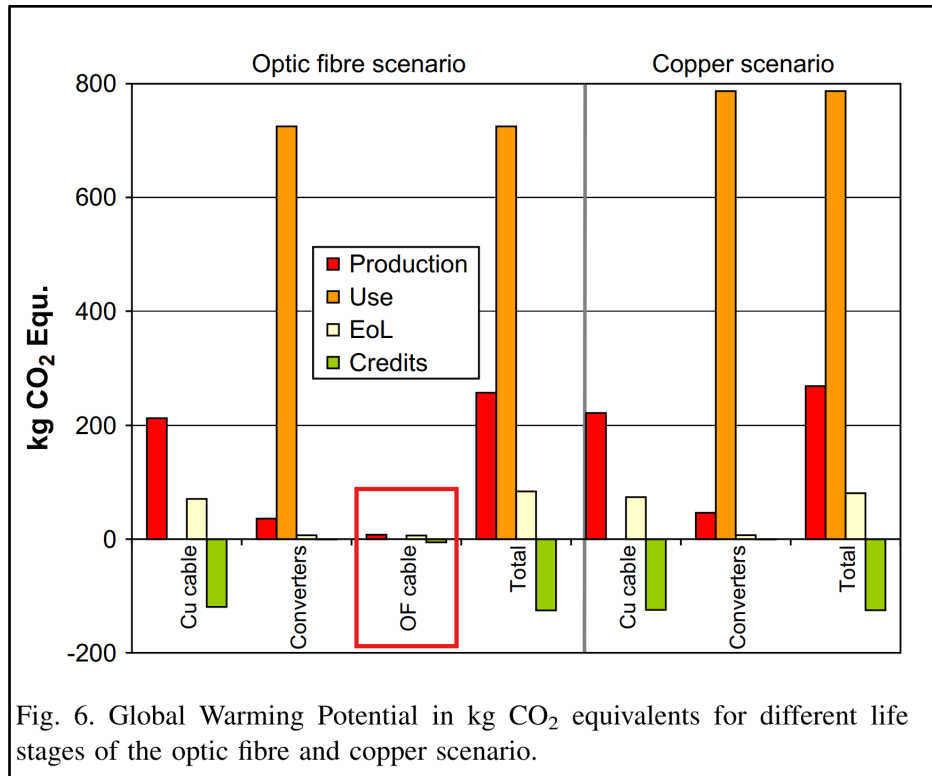 Optic fibre scenario
Copper scenario
800
600
400
200
0
-200
kg CO₂ Equ.
Production
Use
EoL
Credits
Cu cable
Converters
OF cable
Total
Cu cable
Converters
Total
Fig. 6. Global Warming Potential in kg CO₂ equivalents for different life
stages of the optic fibre and copper scenario.